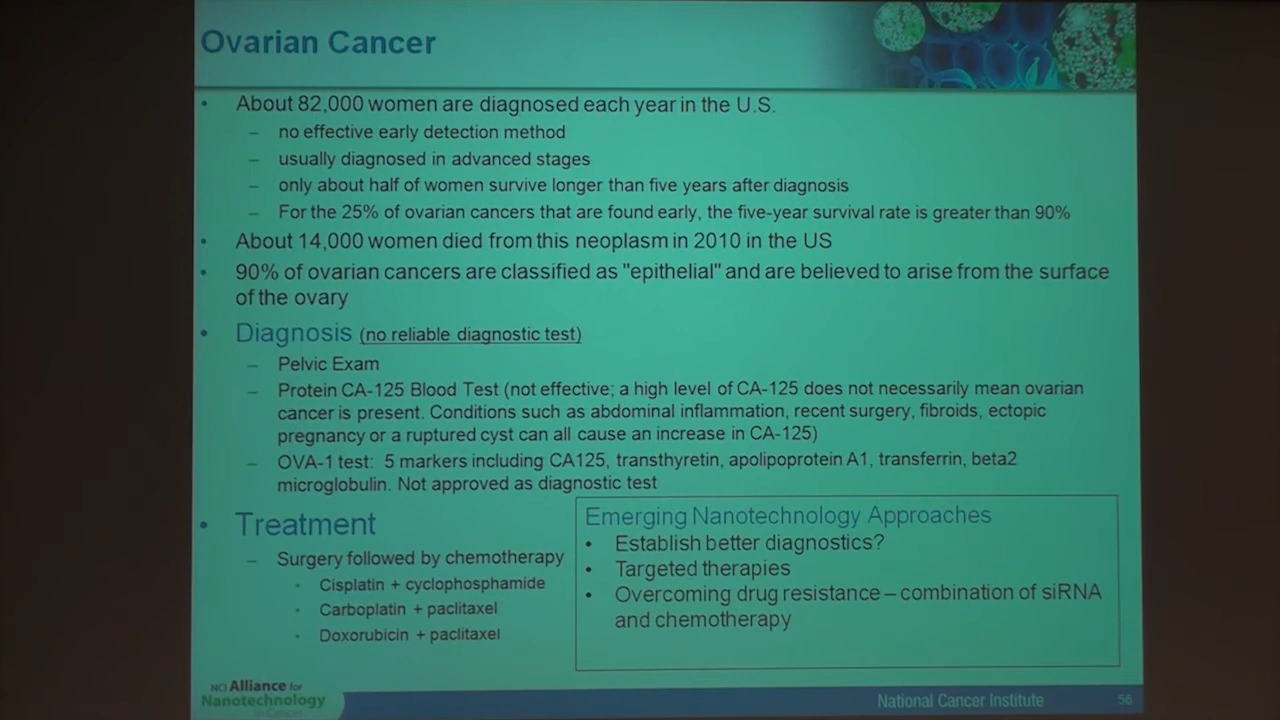 Ovarian Cancer
• About 82,000 women are diagnosed each year in the U.S.
– no effective early detection method
– usually diagnosed in advanced stages
– only about half of women survive longer than five years after diagnosis
– For the 25% of ovarian cancers that are found early, the five-year survival rate is greater than 90%
• About 14,000 women died from this neoplasm in 2010 in the US
• 90% of ovarian cancers are classified as "epithelial" and are believed to arise from the surface
of the ovary
• Diagnosis (no reliable diagnostic test)
– Pelvic Exam
– Protein CA-125 Blood Test (not effective; a high level of CA-125 does not necessarily mean ovarian
cancer is present. Conditions such as abdominal inflammation, recent surgery, fibroids, ectopic
pregnancy or a ruptured cyst can all cause an increase in CA-125)
– OVA-1 test: 5 markers including CA125, transthyretin, apolipoprotein A1, transferrin, beta2
microglobulin. Not approved as diagnostic test
• Treatment
– Surgery followed by chemotherapy
• Cisplatin + cyclophosphamide
• Carboplatin + paclitaxel
• Doxorubicin + paclitaxel
Emerging Nanotechnology Approaches
• Establish better diagnostics?
• Targeted therapies
• Overcoming drug resistance – combination of siRNA
and chemotherapy
NCI Alliance for
Nanotechnology
in Cancer
National Cancer Institute
56